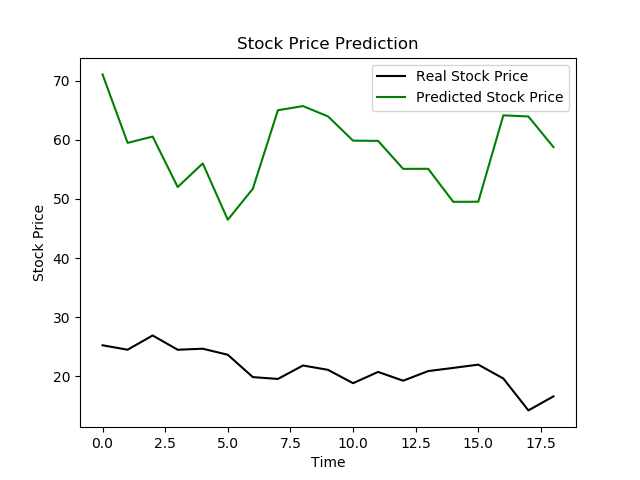 Stock Price Prediction
Real Stock Price
Predicted Stock Price
Stock Price
70
60
50
40
30
20
0.0 2.5 5.0 7.5 10.0 12.5 15.0 17.5
Time